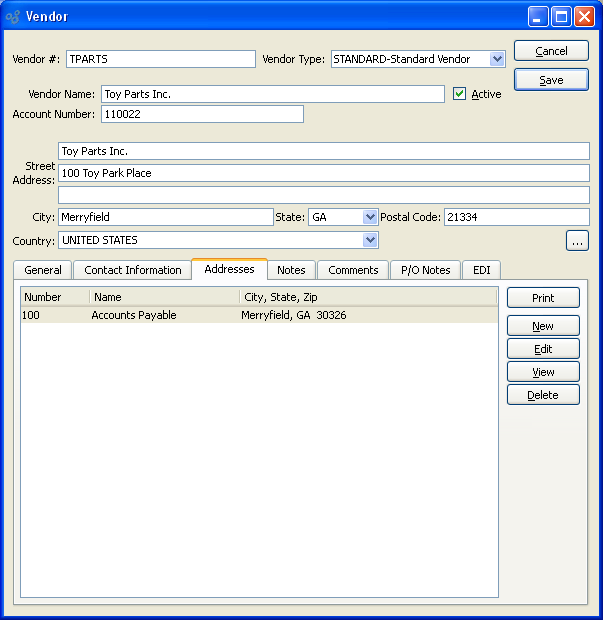 Vendor
Vendor #: TPARTS Vendor Type: STANDARD-Standard Vendor Cancel
Save
Vendor Name: Toy Parts Inc. Active
Account Number: 110022
Toy Parts Inc.
Street Address: 100 Toy Park Place
City: Merryfield State: GA Postal Code: 21334
Country: UNITED STATES ...
General Contact Information Addresses Notes Comments P/O Notes EDI
Number Name City, State, Zip Print
100 Accounts Payable Merryfield, GA 30326
New
Edit
View
Delete